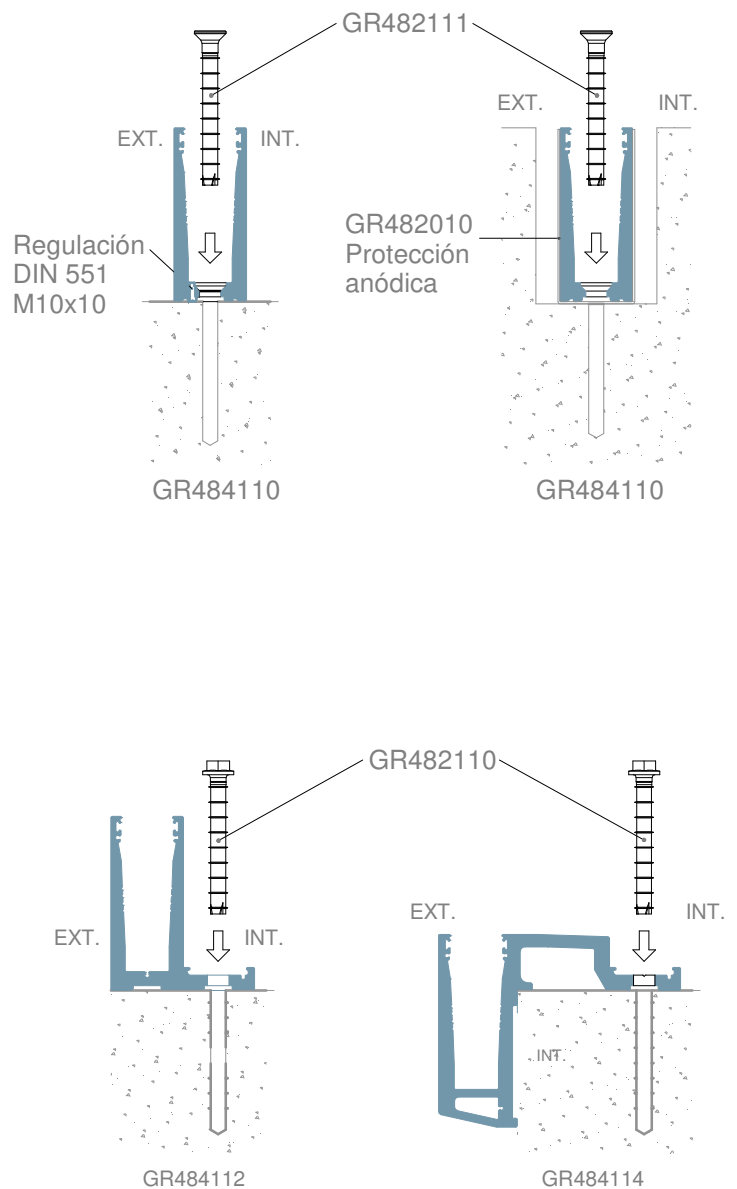 GR482111
EXT.
INT.
EXT.
INT.
Regulación
DIN 551
M10x10
GR482010
Protección
anódica
GR484110
GR484110
GR482110
EXT.
INT.
EXT.
INT.
INT.
GR484112
GR484114